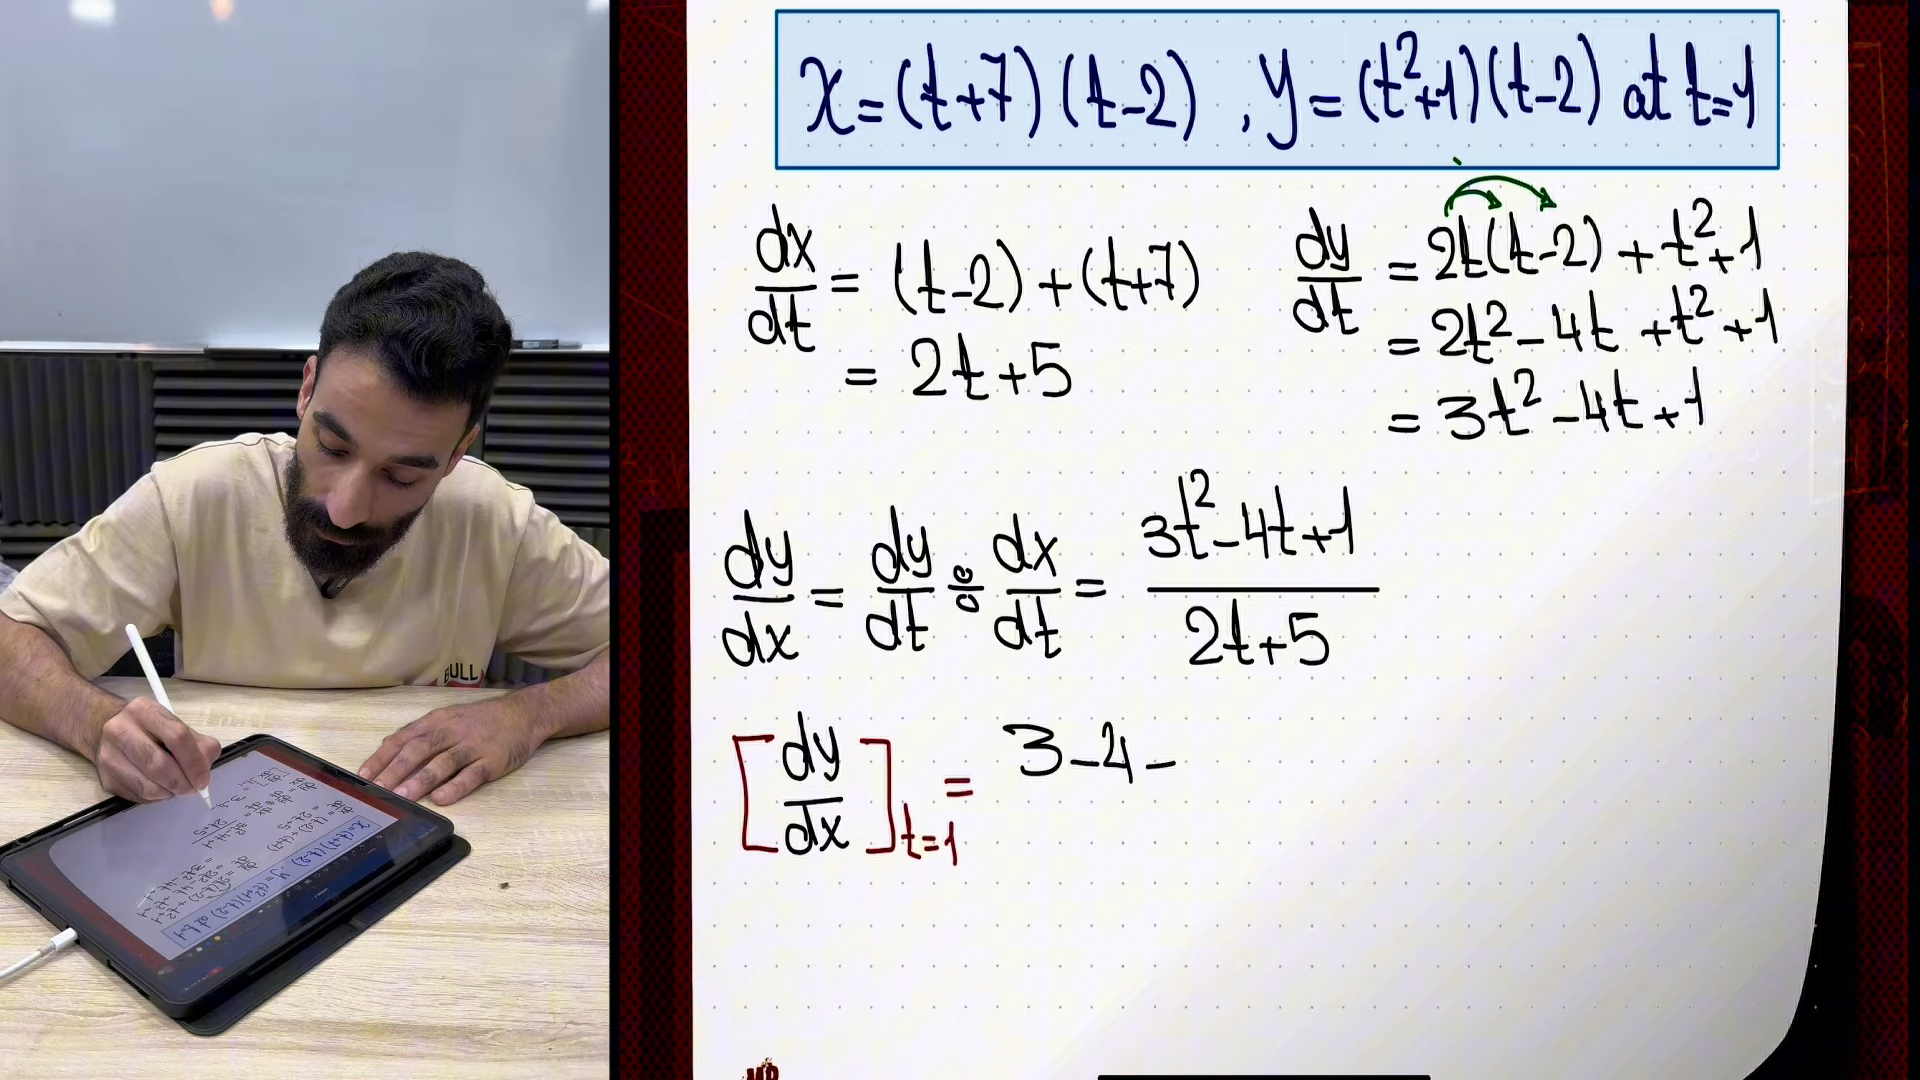 x = (t+7) (t-2) , y = (t²+1)(t-2) at t=1
dx/dt = (t-2) + (t+7)
= 2t+5
dy/dt = 2t(t-2) + t²+1
= 2t² - 4t + t² + 1
= 3t² - 4t + 1
dy/dx = dy/dt ÷ dx/dt = (3t² - 4t + 1)/(2t+5)
[dy/dx] t=1 = 3 - 4 -
BULL